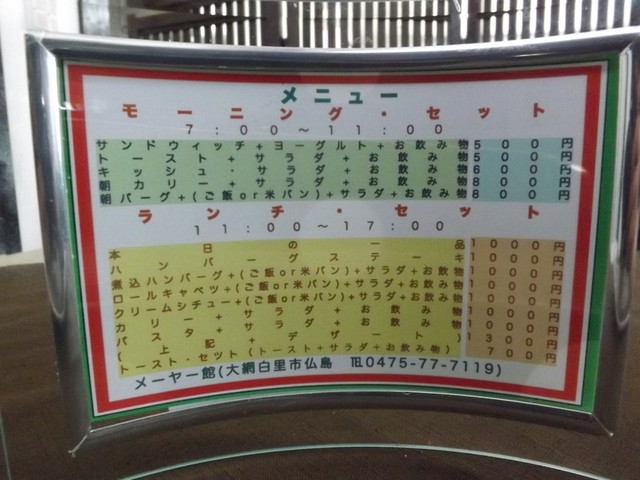 メニュー
モーニング・セット
7:00～11:00
サンドウィッチ+ヨーグルト+お飲み物500円
トースト+サラダ+お飲み物500円
キッシュ・サラダ+お飲み物600円
朝カリー+サラダ+お飲み物800円
朝バーグ+(ご飯or米パン)+サラダ+お飲み物800円
ランチ・セット
11:00～17:00
本日の一品1000円
ハンバーグステーキ1000円
煮込ハンバーグ+(ご飯or米パン)+サラダ+お飲物1000円
ロールキャベツ+(ご飯or米パン)+サラダ+お飲物1000円
クリームシチュー+(ご飯or米パン)+サラダ+お飲物1000円
カリー+サラダ+お飲み物1000円
パスタ+サラダ+お飲み物1000円
(上記+デザート)1300円
トースト・セット(トースト+サラダ+お飲み物)700円
メーヤー館(大網白里市仏島 ℡0475-77-7119)